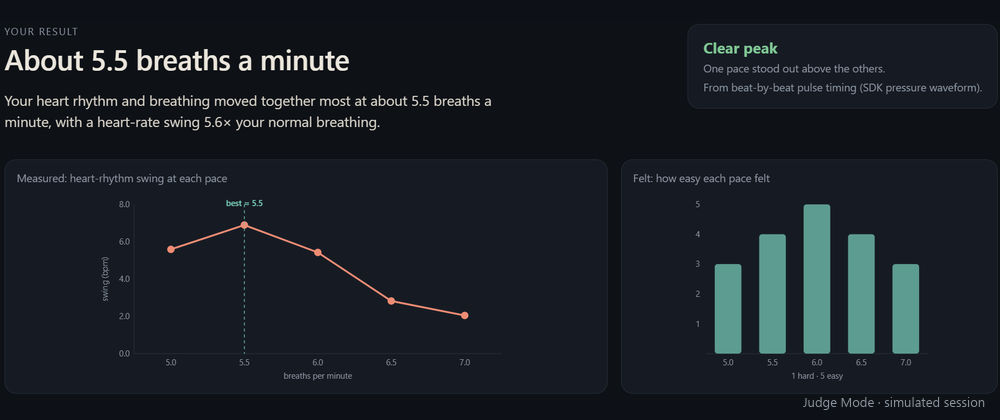 YOUR RESULT
About 5.5 breaths a minute
Your heart rhythm and breathing moved together most at about 5.5 breaths a
minute, with a heart-rate swing 5.6× your normal breathing.
Clear peak
One pace stood out above the others.
From beat-by-beat pulse timing (SDK pressure waveform).
Measured: heart-rhythm swing at each pace
best ≈ 5.5
8.0
6.0
4.0
2.0
0.0
swing (bpm)
5.0 5.5 6.0 6.5 7.0
breaths per minute
Felt: how easy each pace felt
5
4
3
2
1
5.0 5.5 6.0 6.5 7.0
1 hard · 5 easy
Judge Mode · simulated session